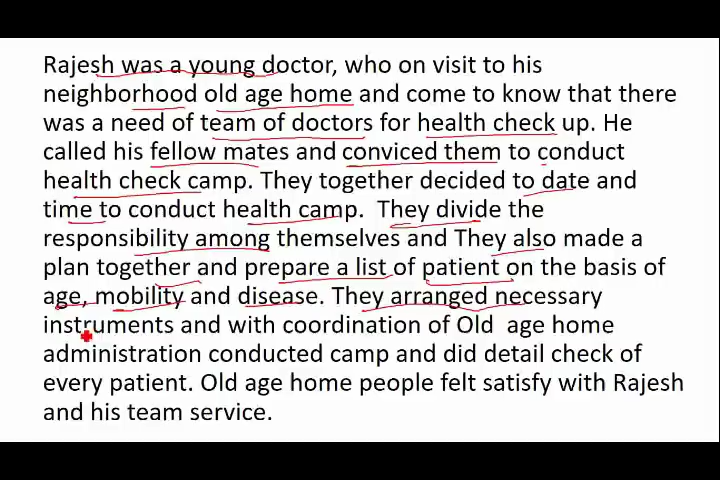 Rajesh was a young doctor, who on visit to his
neighborhood old age home and come to know that there
was a need of team of doctors for health check up. He
called his fellow mates and conviced them to conduct
health check camp. They together decided to date and
time to conduct health camp. They divide the
responsibility among themselves and They also made a
plan together and prepare a list of patient on the basis of
age, mobility and disease. They arranged necessary
instruments and with coordination of Old age home
administration conducted camp and did detail check of
every patient. Old age home people felt satisfy with Rajesh
and his team service.